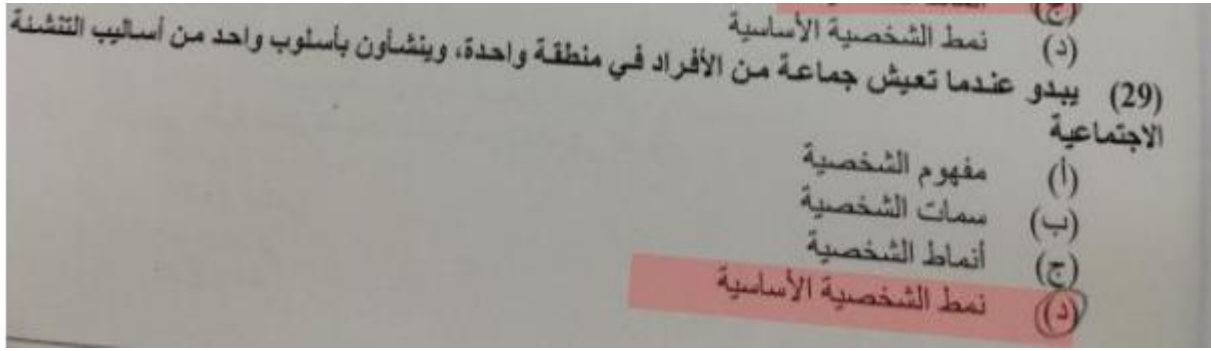 (ج)
(د) نمط الشخصية الأساسية
(29) يبدو عندما تعيش جماعة من الأفراد في منطقة واحدة، وينشأون بأسلوب واحد من أساليب التنشئة
الاجتماعية
(أ) مفهوم الشخصية
(ب) سمات الشخصية
(ج) أنماط الشخصية
(د) نمط الشخصية الأساسية